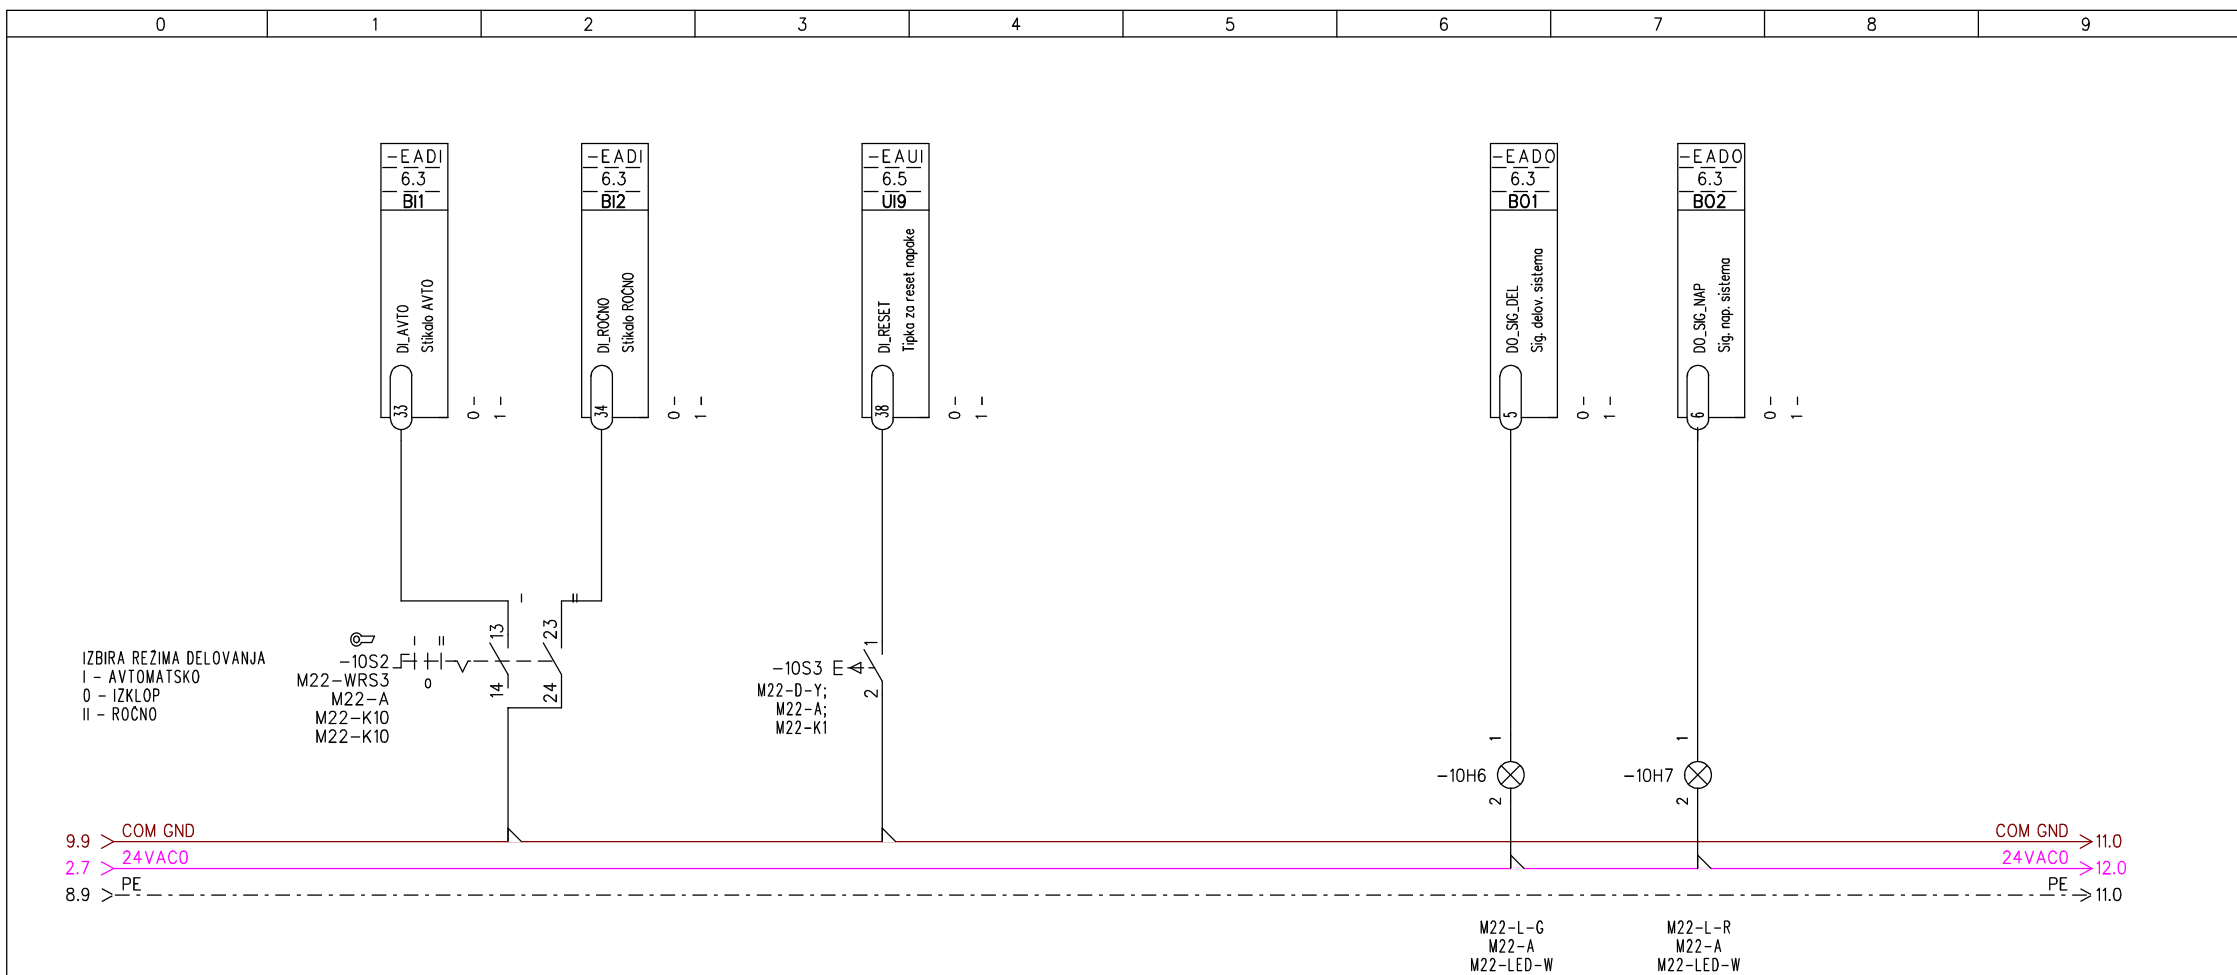 0 1 2 3 4 5 6 7 8 9
-EADI
6.3
BI1
DI_AVTO
Stikalo AVTO
33
0 -
1 -
-EADI
6.3
BI2
DI_ROČNO
Stikalo ROČNO
34
0 -
1 -
-EAUI
6.5
UI9
DI_RESET
Tipka za reset napake
38
0 -
1 -
-EADO
6.3
BO1
DO_SIG_DEL
Sig. delov. sistema
5
0 -
1 -
-EADO
6.3
BO2
DO_SIG_NAP
Sig. nap. sistema
6
0 -
1 -
I II
13 23
14 24
IZBIRA REŽIMA DELOVANJA
I - AVTOMATSKO
0 - IZKLOP
II - ROČNO
I II
0
-10S2
M22-WRS3
M22-A
M22-K10
M22-K10
-10S3
M22-D-Y;
M22-A;
M22-K1
1
2
-10H6
1
2
-10H7
1
2
9.9 COM GND COM GND 11.0
2.7 24VAC0 24VAC0 12.0
8.9 PE PE 11.0
M22-L-G
M22-A
M22-LED-W
M22-L-R
M22-A
M22-LED-W